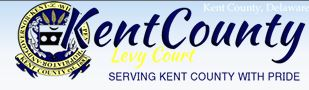 Kent County, Delaware
KentCounty
Levy Court
SERVING KENT COUNTY WITH PRIDE